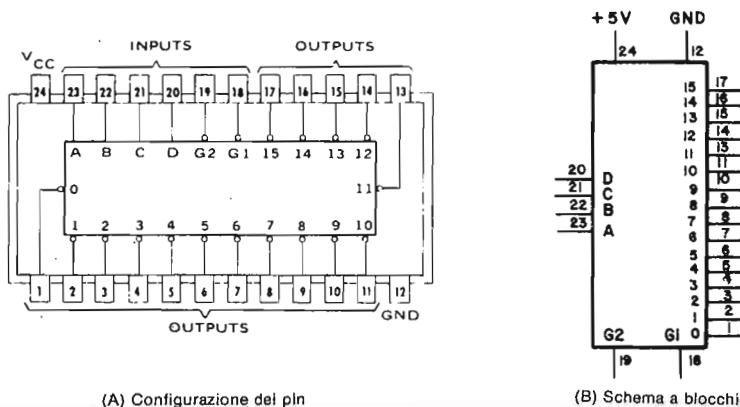 INPUTS OUTPUTS
VCC
24 23 22 21 20 19 18 17 16 15 14 13
A B C D G2 G1 15 14 13 12
0 11
1 2 3 4 5 6 7 8 9 10
1 2 3 4 5 6 7 8 9 10 11 12
OUTPUTS GND
(A) Configurazione dei pin
+5V GND
24 12
15 17
14 16
13 15
12 14
11 13
10 11
9 10
8 9
7 8
6 7
5 6
4 5
3 4
2 3
1 2
0 1
20 D
21 C
22 B
23 A
G2 G1
19 18
(B) Schema a blocchi